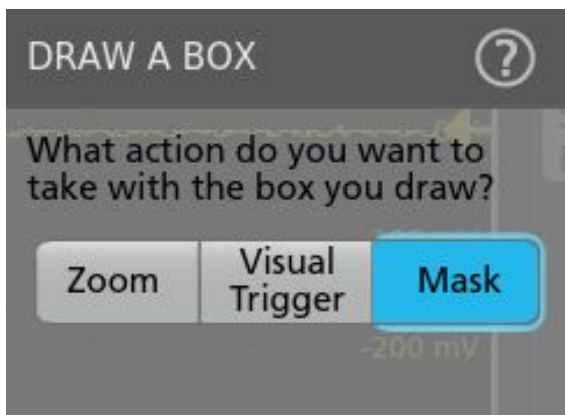 DRAW A BOX ?
What action do you want to
take with the box you draw?
Zoom
Visual
Trigger
Mask
-200 mV